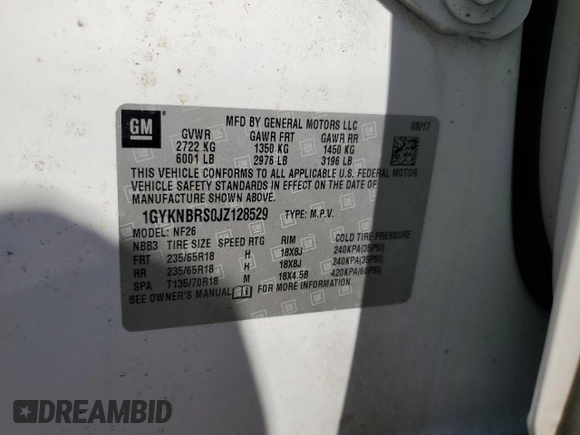 GM
MFD BY GENERAL MOTORS LLC 09/17
GVWR GAWR FRT GAWR RR
2722 KG 1350 KG 1450 KG
6001 LB 2976 LB 3196 LB
THIS VEHICLE CONFORMS TO ALL APPLICABLE U.S. FEDERAL MOTOR
VEHICLE SAFETY STANDARDS IN EFFECT ON THE DATE OF
MANUFACTURE SHOWN ABOVE.
1GYKNBRS0JZ128529 TYPE: M.P.V.
MODEL: NF26
NBB3 TIRE SIZE SPEED RTG RIM COLD TIRE PRESSURE
FRT 235/65R18 H 18X8J 240KPA(35PSI)
RR 235/65R18 H 18X8J 240KPA(35PSI)
SPA T135/70R18 M 18X4.5B 420KPA(60PSI)
SEE OWNER'S MANUAL FOR MORE INFORMATION.
DREAMBID